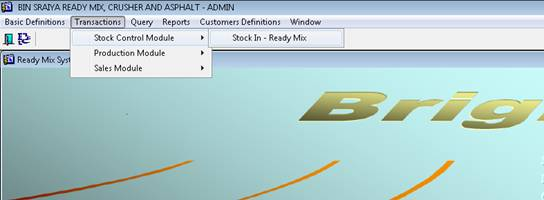 BIN SRAIYA READY MIX, CRUSHER AND ASPHALT - ADMIN
Basic Definitions Transactions Query Reports Customers Definitions Window
Stock Control Module Stock In - Ready Mix
Production Module
Sales Module
Ready Mix Sys
Brig